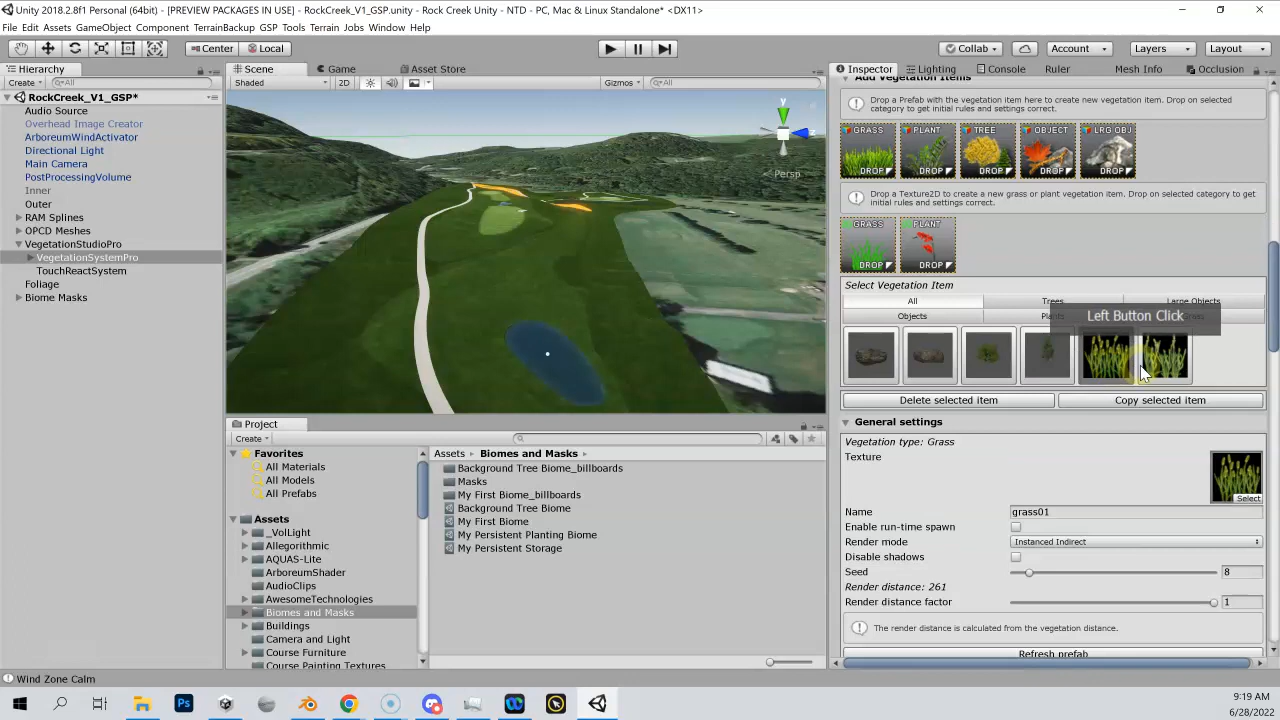 Unity 2018.2.8f1 Personal (64bit) - [PREVIEW PACKAGES IN USE] - RockCreek_V1_GSP.unity - Rock Creek Unity - NTD - PC, Mac & Linux Standalone* <DX11>
File Edit Assets GameObject Component TerrainBackup GSP Tools Terrain Jobs Window Help
Center Local Collab Account Layers Layout
Hierarchy
Create All
RockCreek_V1_GSP*
Audio Source
Overhead Image Creator
ArboreumWindActivator
Directional Light
Main Camera
PostProcessingVolume
Inner
Outer
RAM Splines
OPCD Meshes
VegetationStudioPro
VegetationSystemPro
TouchReactSystem
Foliage
Biome Masks
Scene Game Asset Store
Shaded 2D Gizmos All
y
Persp
Project
Create
Favorites
All Materials
All Models
All Prefabs
Assets
_VolLight
Allegorithmic
AQUAS-Lite
ArboreumShader
AudioClips
AwesomeTechnologies
Biomes and Masks
Buildings
Camera and Light
Course Furniture
Course Painting Textures
Assets Biomes and Masks
Background Tree Biome_billboards
Masks
My First Biome_billboards
Background Tree Biome
My First Biome
My Persistent Planting Biome
My Persistent Storage
Inspector Lighting Console Ruler Mesh Info Occlusion
Add Vegetation Items
Drop a Prefab with the vegetation item here to create new vegetation item. Drop on selected
category to get initial rules and settings correct.
GRASS PLANT TREE OBJECT LRG OBJ
DROP DROP DROP DROP DROP
Drop a Texture2D to create a new grass or plant vegetation item. Drop on selected category to get
initial rules and settings correct.
GRASS PLANT
DROP DROP
Select Vegetation Item
All Trees Large Objects
Objects
Left Button Click
Delete selected item Copy selected item
General settings
Vegetation type: Grass
Texture
Select
Name grass01
Enable run-time spawn
Render mode Instanced Indirect
Disable shadows
Seed 8
Render distance: 261
Render distance factor 1
The render distance is calculated from the vegetation distance.
Refresh prefab
Wind Zone Calm
9:19 AM
6/28/2022